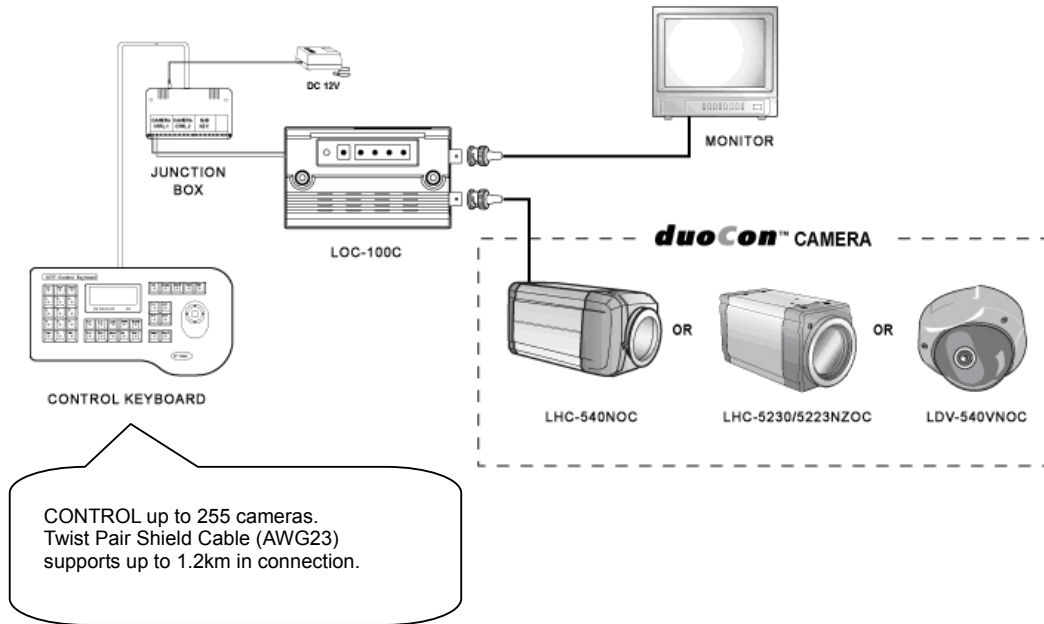 DC 12V
CAMERA CTRL.1
CAMERA CTRL.2
SUB KEY
JUNCTION
BOX
LOC-100C
MONITOR
duoCon™ CAMERA
CONTROL KEYBOARD
LHC-540NOC
OR
LHC-5230/5223NZOC
OR
LDV-540VNOC
CONTROL up to 255 cameras.
Twist Pair Shield Cable (AWG23)
supports up to 1.2km in connection.